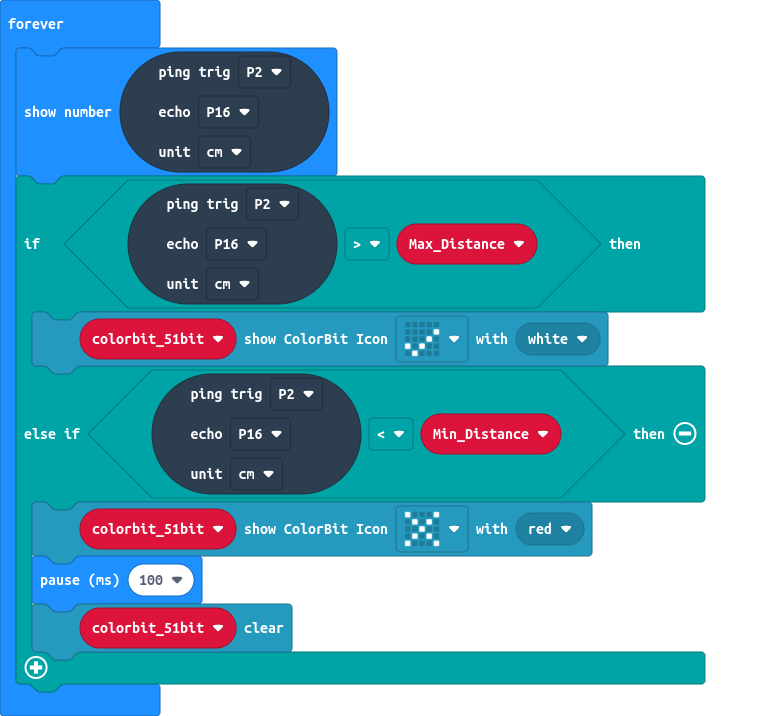 forever
ping trig P2
show number echo P16
unit cm
ping trig P2
if echo P16 > Max_Distance then
unit cm
colorbit_51bit show ColorBit Icon with white
ping trig P2
else if echo P16 < Min_Distance then
unit cm
colorbit_51bit show ColorBit Icon with red
pause (ms) 100
colorbit_51bit clear